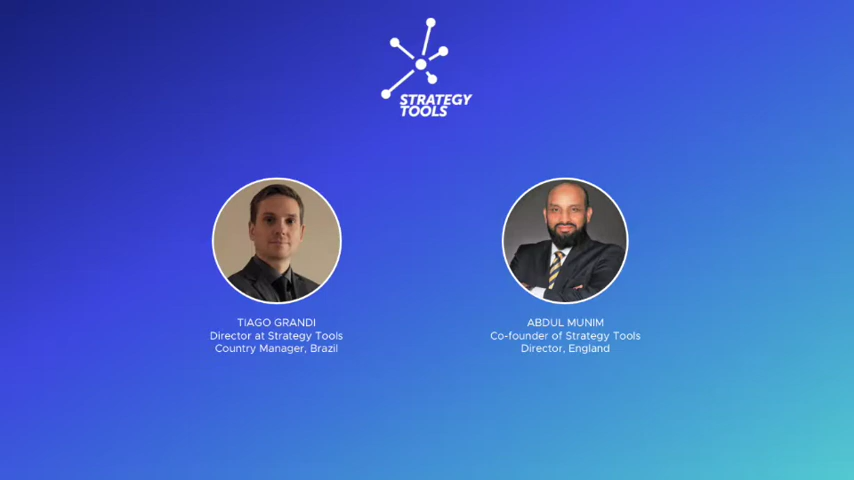 STRATEGY
TOOLS
TIAGO GRANDI
Director at Strategy Tools
Country Manager, Brazil
ABDUL MUNIM
Co-founder of Strategy Tools
Director, England